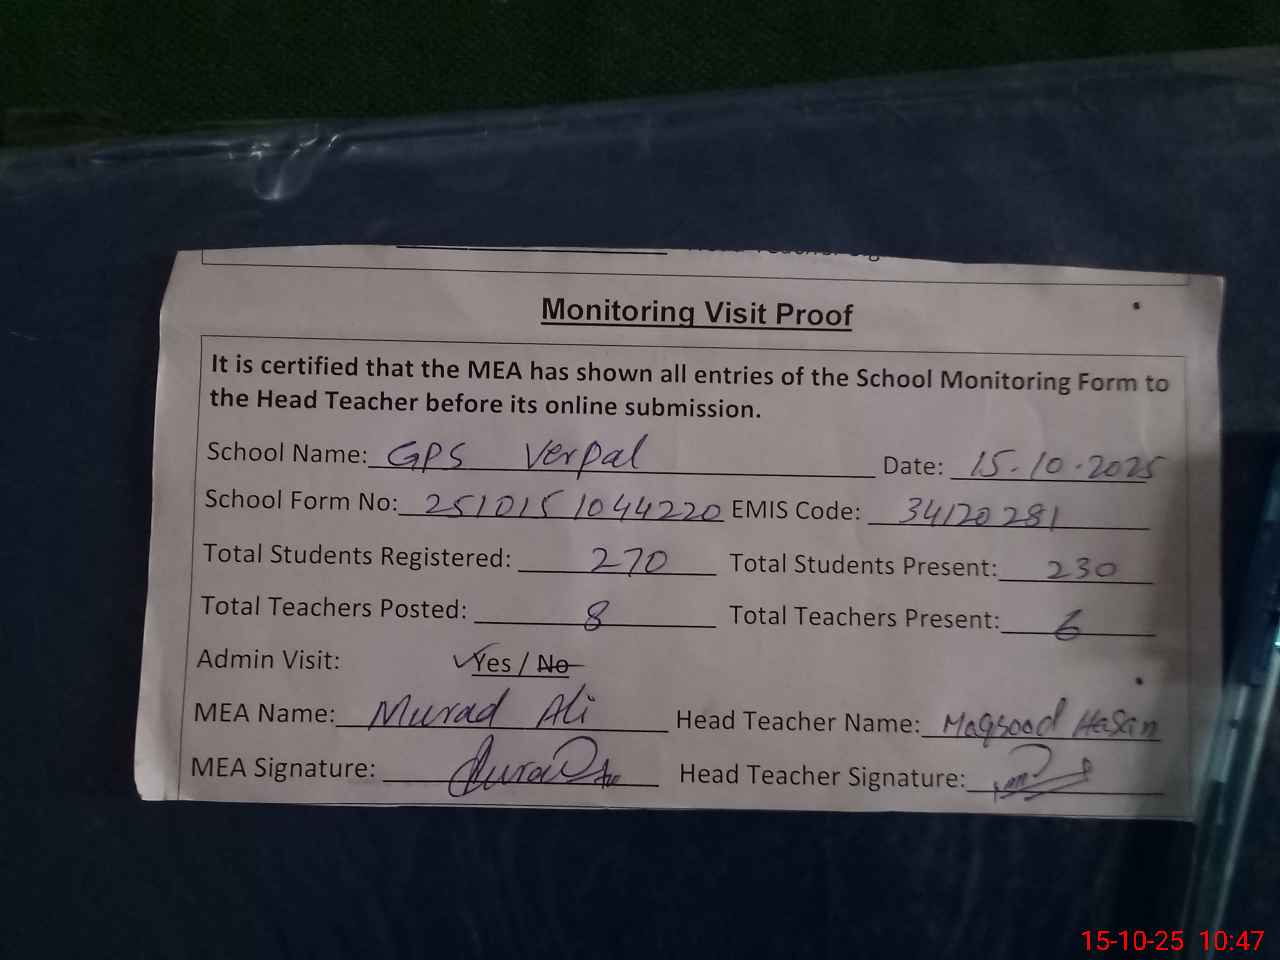 Monitoring Visit Proof
It is certified that the MEA has shown all entries of the School Monitoring Form to
the Head Teacher before its online submission.
School Name: GPS Verpal Date: 15.10.2025
School Form No: 251015 1044220 EMIS Code: 34120281
Total Students Registered: 270 Total Students Present: 230
Total Teachers Posted: 8 Total Teachers Present: 6
Admin Visit: Yes / No
MEA Name: Murad Ali Head Teacher Name: Maqsood Hasan
MEA Signature: Head Teacher Signature:
15-10-25 10:47